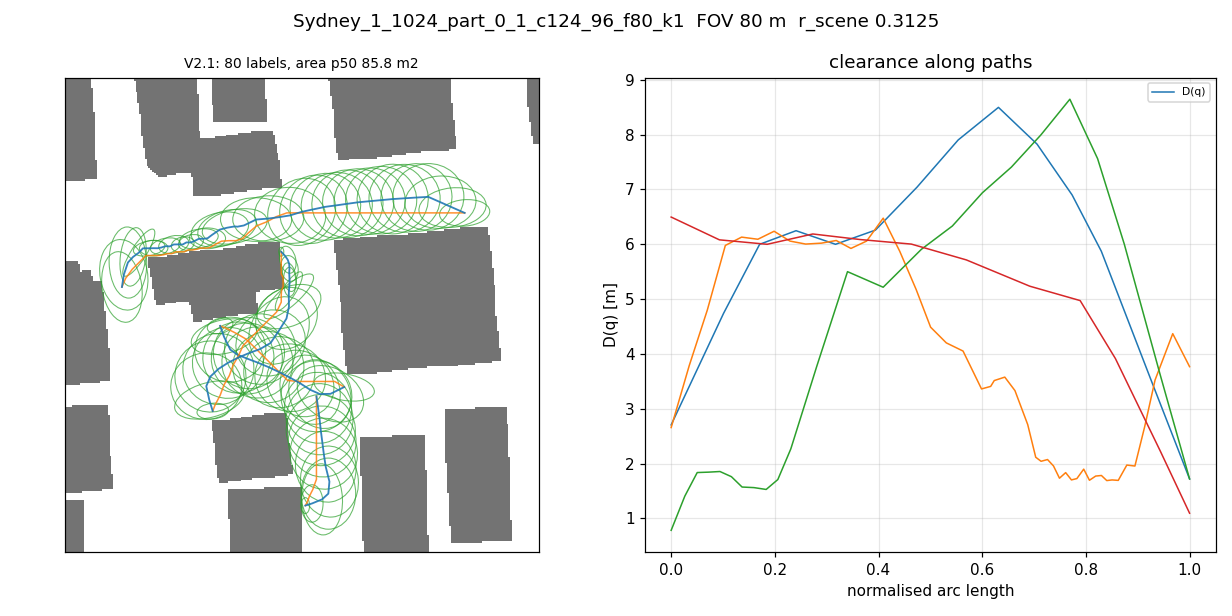 Sydney_1_1024_part_0_1_c124_96_f80_k1  FOV 80 m  r_scene 0.3125
V2.1: 80 labels, area p50 85.8 m2
clearance along paths
D(q)
9
8
7
6
5
4
3
2
1
D(q) [m]
0.0 0.2 0.4 0.6 0.8 1.0
normalised arc length